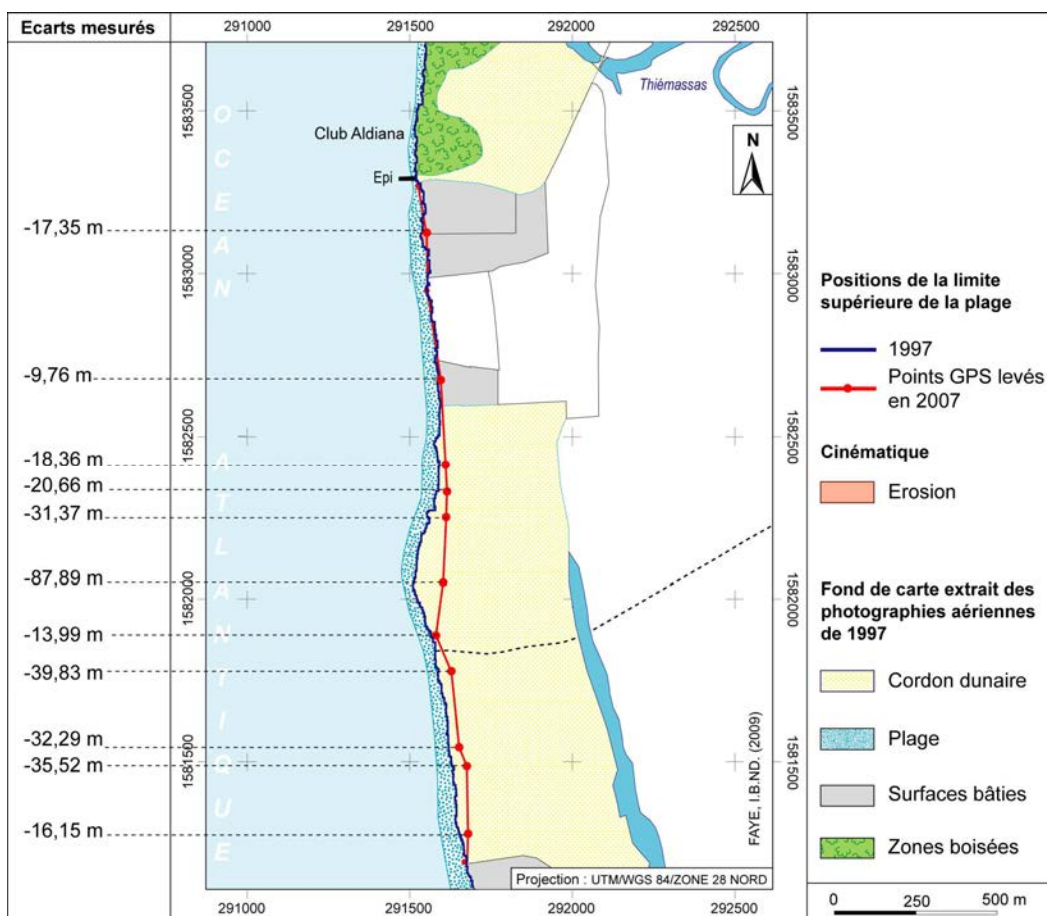 Ecarts mesurés
291000
291500
292000
292500
1583500
1583500
Thiémassas
N
Club Aldiana
Epi
OCEAN ATLANTIQUE
-17,35 m
1583000
1583000
-9,76 m
1582500
1582500
-18,36 m
-20,66 m
-31,37 m
-87,89 m
1582000
1582000
-13,99 m
-39,83 m
-32,29 m
-35,52 m
1581500
1581500
-16,15 m
FAYE, I.B.ND. (2009)
Projection : UTM/WGS 84/ZONE 28 NORD
291000
291500
292000
292500
Positions de la limite
supérieure de la plage
1997
Points GPS levés
en 2007
Cinématique
Erosion
Fond de carte extrait des
photographies aériennes
de 1997
Cordon dunaire
Plage
Surfaces bâties
Zones boisées
0
250
500 m